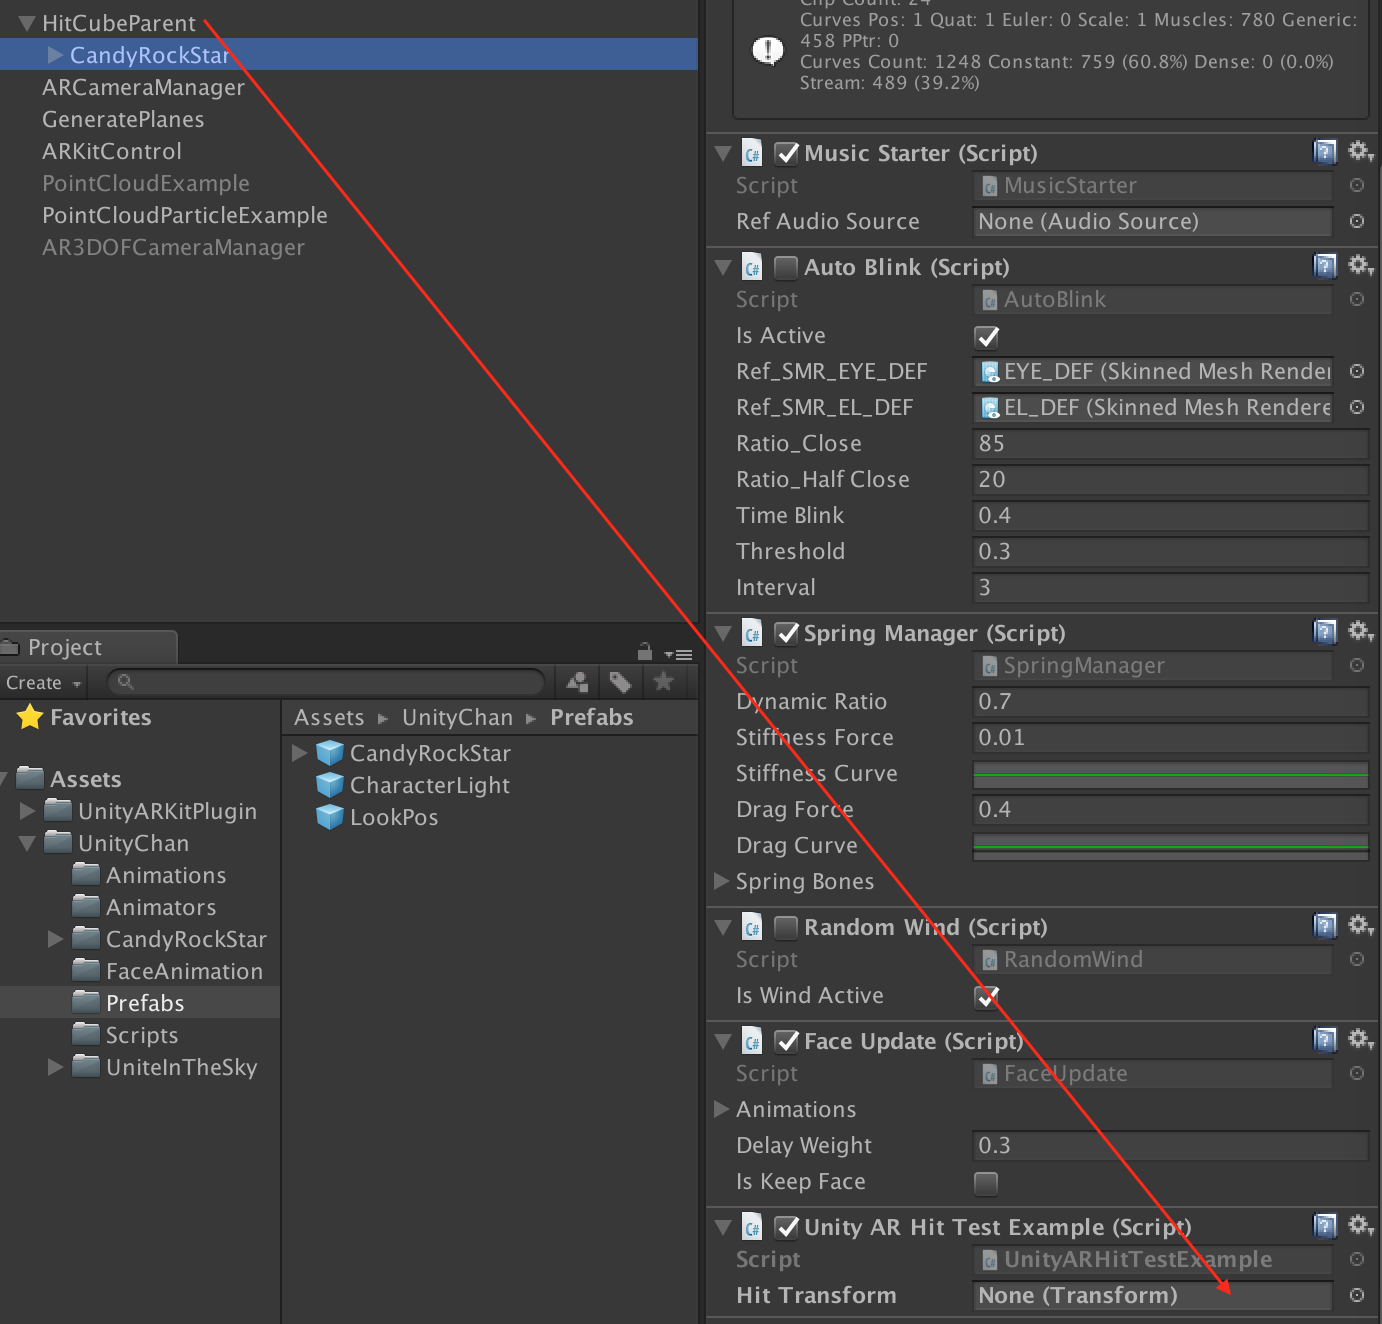 HitCubeParent
CandyRockStar
ARCameraManager
GeneratePlanes
ARKitControl
PointCloudExample
PointCloudParticleExample
AR3DOFCameraManager
Project
Create
Favorites
Assets
UnityARKitPlugin
UnityChan
Animations
Animators
CandyRockStar
FaceAnimation
Prefabs
Scripts
UniteInTheSky
Assets UnityChan Prefabs
CandyRockStar
CharacterLight
LookPos
Clip Count: 24
Curves Pos: 1 Quat: 1 Euler: 0 Scale: 1 Muscles: 780 Generic:
458 PPtr: 0
Curves Count: 1248 Constant: 759 (60.8%) Dense: 0 (0.0%)
Stream: 489 (39.2%)
Music Starter (Script)
Script MusicStarter
Ref Audio Source None (Audio Source)
Auto Blink (Script)
Script AutoBlink
Is Active
Ref_SMR_EYE_DEF EYE_DEF (Skinned Mesh Render
Ref_SMR_EL_DEF EL_DEF (Skinned Mesh Rendere
Ratio_Close 85
Ratio_Half Close 20
Time Blink 0.4
Threshold 0.3
Interval 3
Spring Manager (Script)
Script SpringManager
Dynamic Ratio 0.7
Stiffness Force 0.01
Stiffness Curve
Drag Force 0.4
Drag Curve
Spring Bones
Random Wind (Script)
Script RandomWind
Is Wind Active
Face Update (Script)
Script FaceUpdate
Animations
Delay Weight 0.3
Is Keep Face
Unity AR Hit Test Example (Script)
Script UnityARHitTestExample
Hit Transform None (Transform)